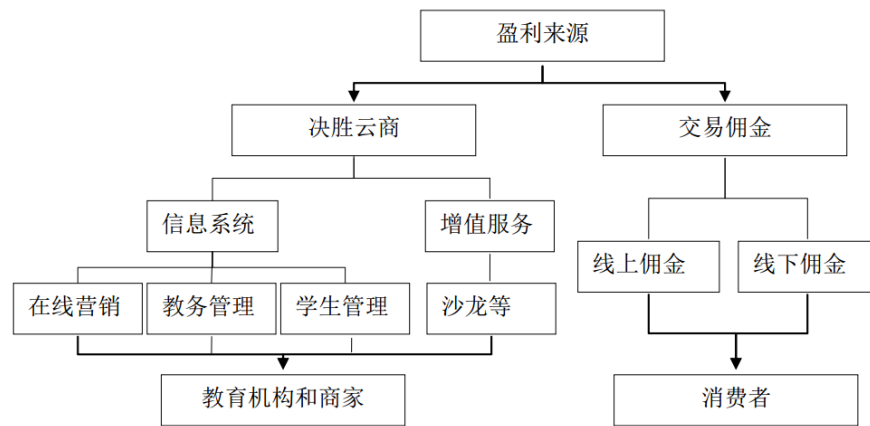 盈利来源
决胜云商
交易佣金
信息系统
增值服务
线上佣金
线下佣金
在线营销
教务管理
学生管理
沙龙等
教育机构和商家
消费者